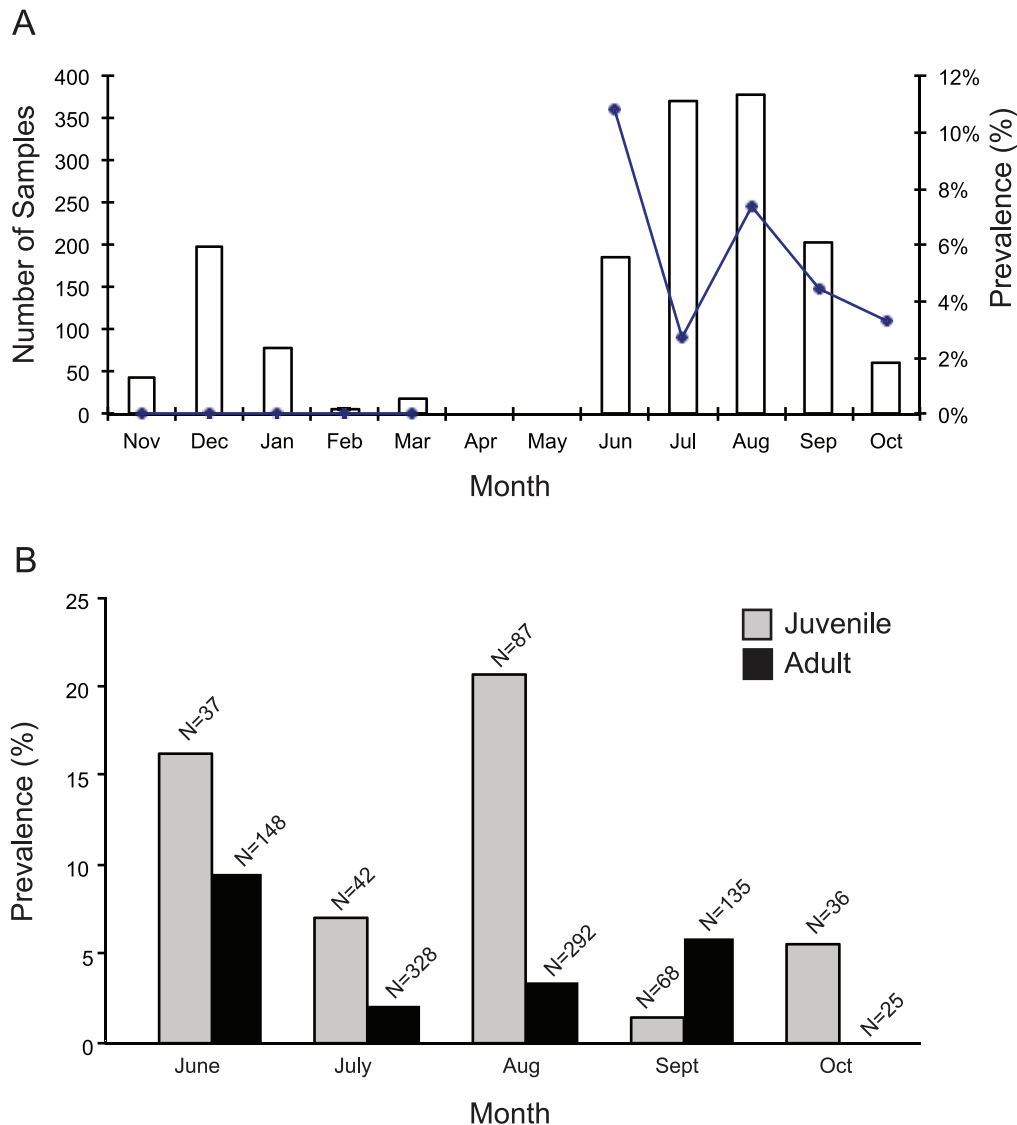 A
Number of Samples
400
350
300
250
200
150
100
50
0
12%
10%
8%
6%
4%
2%
0%
Prevalence (%)
Nov Dec Jan Feb Mar Apr May Jun Jul Aug Sep Oct
Month
B
Prevalence (%)
25
20
15
10
5
0
Juvenile
Adult
N=37
N=148
N=42
N=328
N=87
N=292
N=68
N=135
N=36
N=25
June July Aug Sept Oct
Month